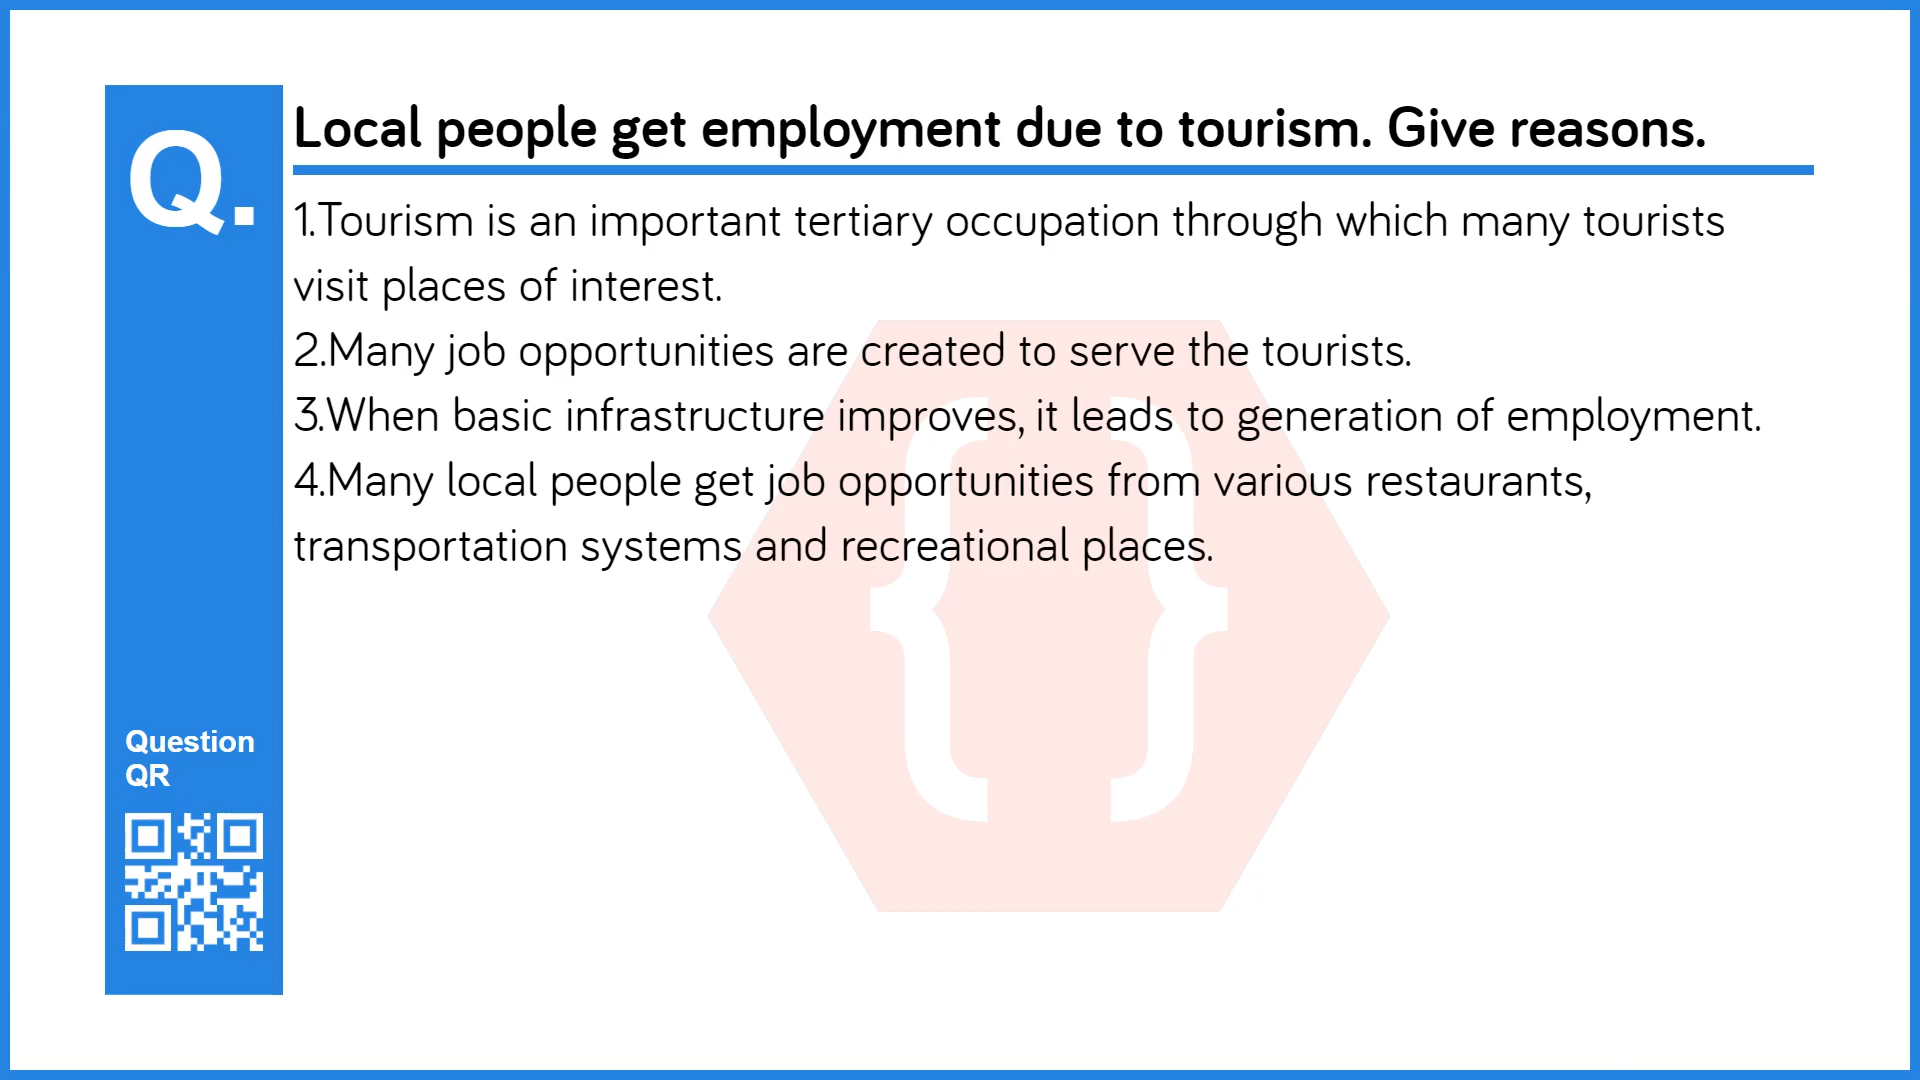 Q.
Local people get employment due to tourism. Give reasons.
1.Tourism is an important tertiary occupation through which many tourists
visit places of interest.
2.Many job opportunities are created to serve the tourists.
3.When basic infrastructure improves, it leads to generation of employment.
4.Many local people get job opportunities from various restaurants,
transportation systems and recreational places.
Question
QR